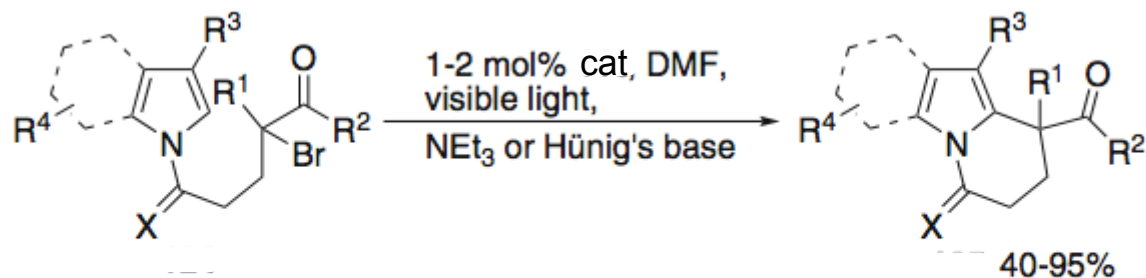 R³
O
R¹
R²
Br
R⁴
N
X
1-2 mol% cat, DMF,
visible light,
NEt₃ or Hünig's base
R³
R¹
O
R²
R⁴
N
X
40-95%